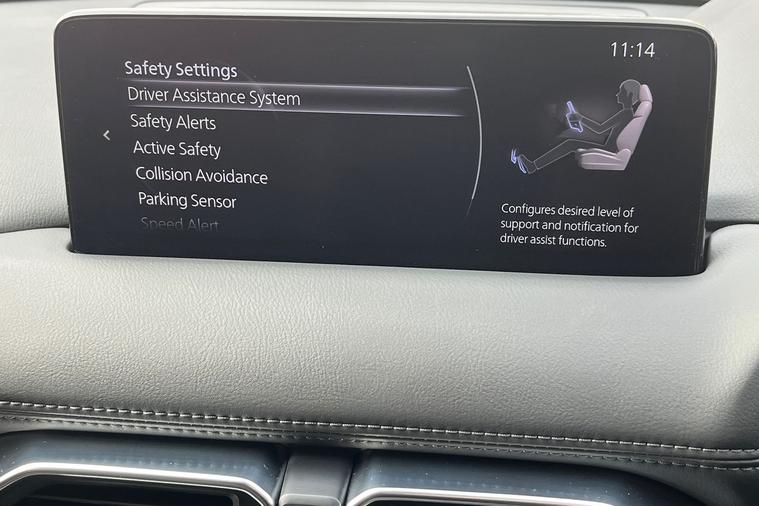 11:14
Safety Settings
Driver Assistance System
Safety Alerts
Active Safety
Collision Avoidance
Parking Sensor
Speed Alert
Configures desired level of
support and notification for
driver assist functions.